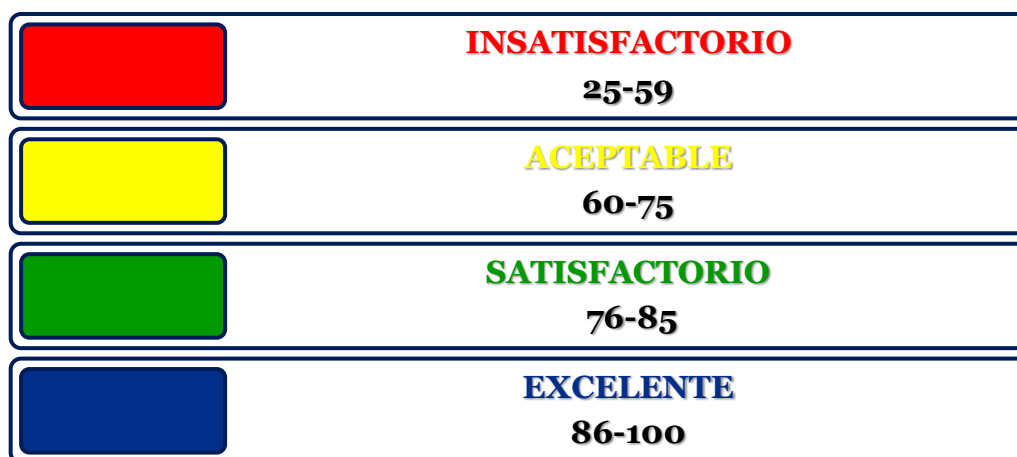 INSATISFACTORIO
25-59
ACEPTABLE
60-75
SATISFACTORIO
76-85
EXCELENTE
86-100